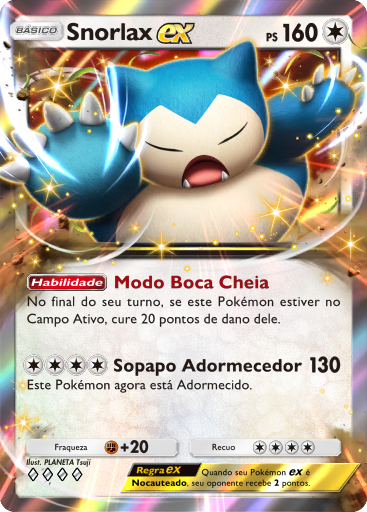 BÁSICO Snorlax ex PS 160
Habilidade Modo Boca Cheia
No final do seu turno, se este Pokémon estiver no
Campo Ativo, cure 20 pontos de dano dele.
Sopapo Adormecedor 130
Este Pokémon agora está Adormecido.
Fraqueza +20 Recuo
Ilust. PLANETA Tsuji
Regra ex Quando seu Pokémon ex é
Nocauteado, seu oponente recebe 2 pontos.